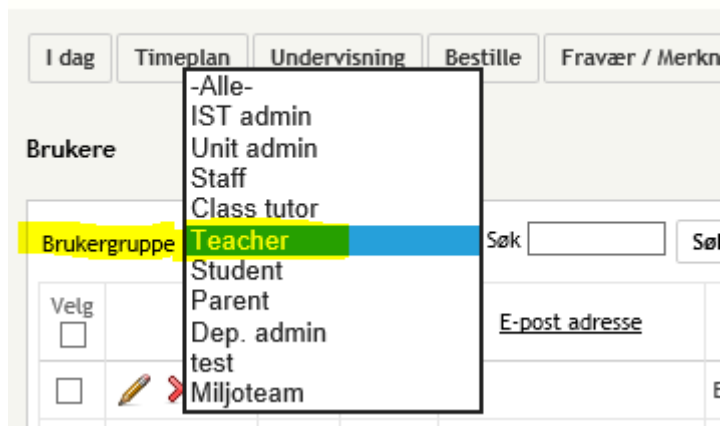 I dag Timeplan Undervisning Bestille Fravær / Merkn
-Alle-
IST admin
Unit admin
Brukere
Staff
Class tutor
Brukergruppe Teacher Søk
Student
Velg
Parent
E-post adresse
Dep. admin
test
Miljoteam